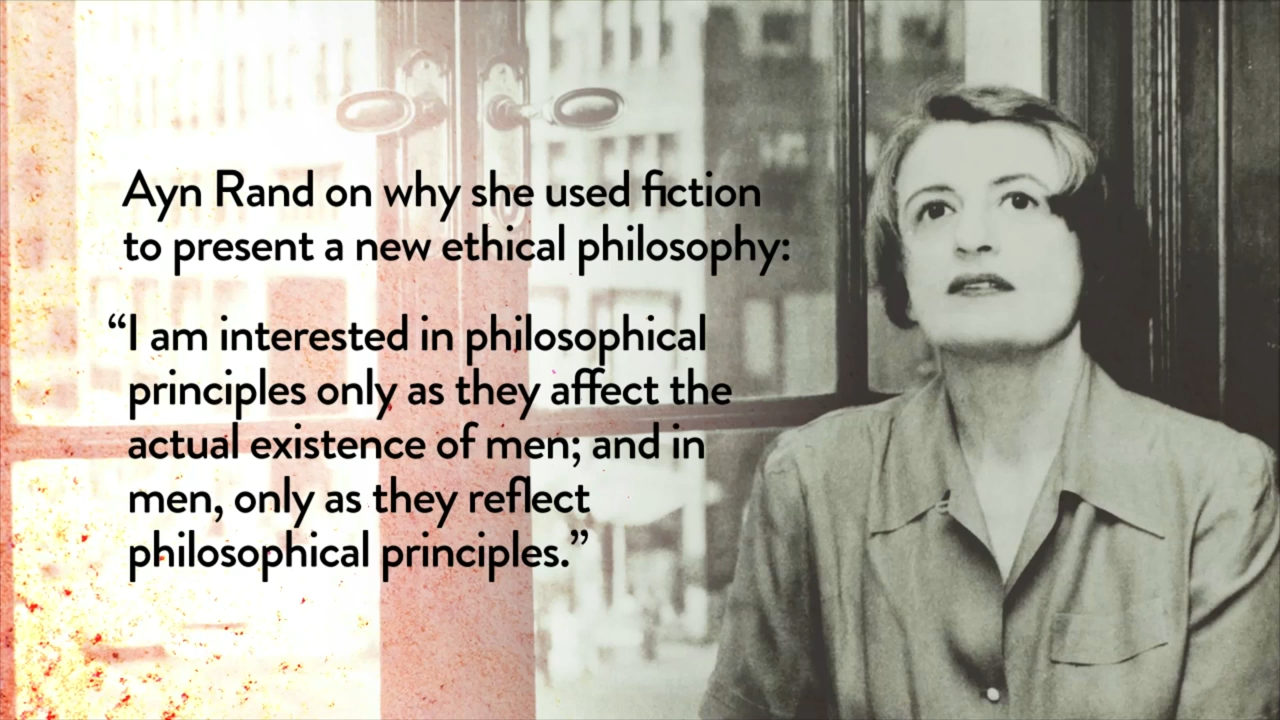 Ayn Rand on why she used fiction
to present a new ethical philosophy:
“I am interested in philosophical
principles only as they affect the
actual existence of men; and in
men, only as they reflect
philosophical principles.”